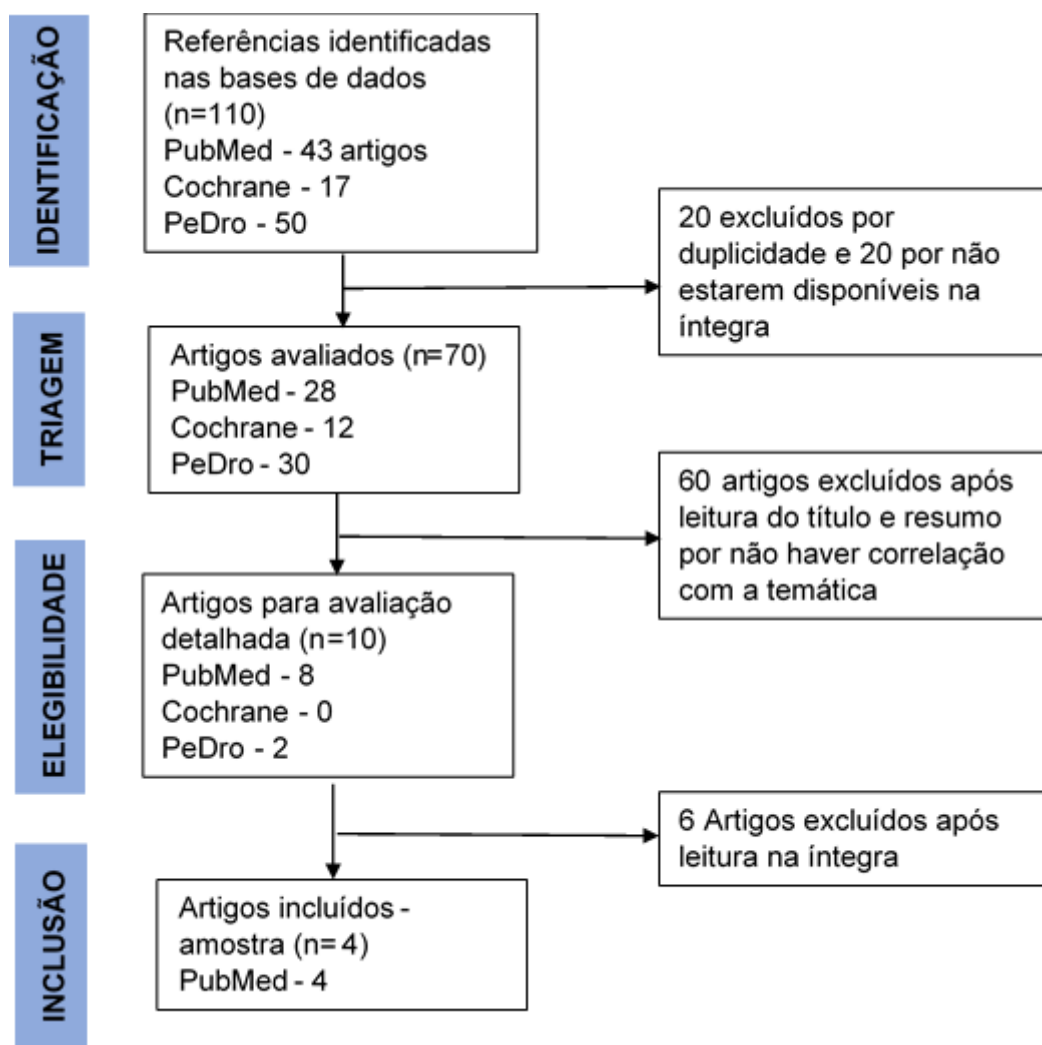 IDENTIFICAÇÃO
Referências identificadas
nas bases de dados
(n=110)
PubMed - 43 artigos
Cochrane - 17
PeDro - 50
20 excluídos por
duplicidade e 20 por não
estarem disponíveis na
íntegra
TRIAGEM
Artigos avaliados (n=70)
PubMed - 28
Cochrane - 12
PeDro - 30
60 artigos excluídos após
leitura do título e resumo
por não haver correlação
com a temática
ELEGIBILIDADE
Artigos para avaliação
detalhada (n=10)
PubMed - 8
Cochrane - 0
PeDro - 2
6 Artigos excluídos após
leitura na íntegra
INCLUSÃO
Artigos incluídos -
amostra (n= 4)
PubMed - 4